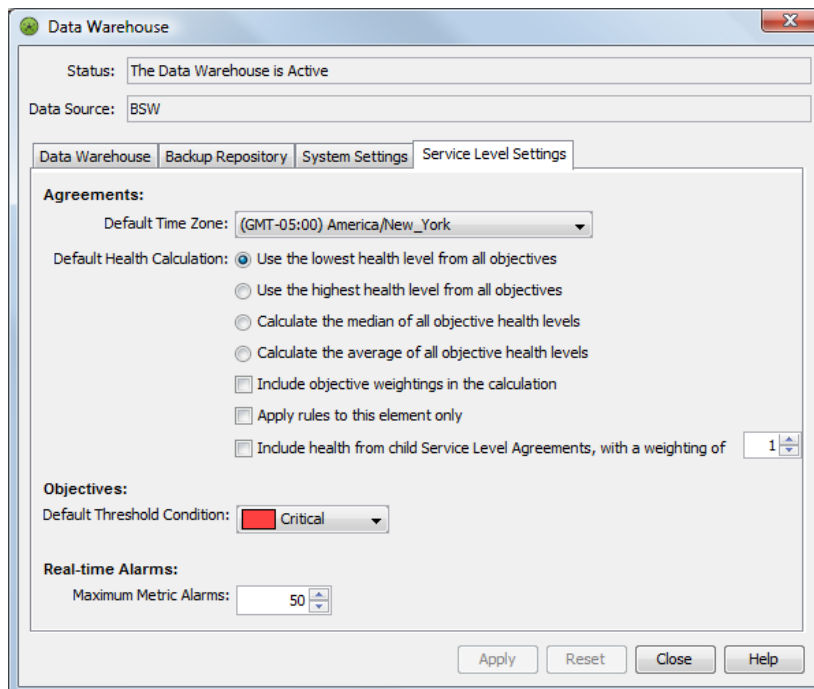 Data Warehouse
Status: The Data Warehouse is Active
Data Source: BSW
Data Warehouse Backup Repository System Settings Service Level Settings
Agreements:
Default Time Zone: (GMT-05:00) America/New_York
Default Health Calculation: Use the lowest health level from all objectives
Use the highest health level from all objectives
Calculate the median of all objective health levels
Calculate the average of all objective health levels
Include objective weightings in the calculation
Apply rules to this element only
Include health from child Service Level Agreements, with a weighting of 1
Objectives:
Default Threshold Condition: Critical
Real-time Alarms:
Maximum Metric Alarms: 50
Apply Reset Close Help